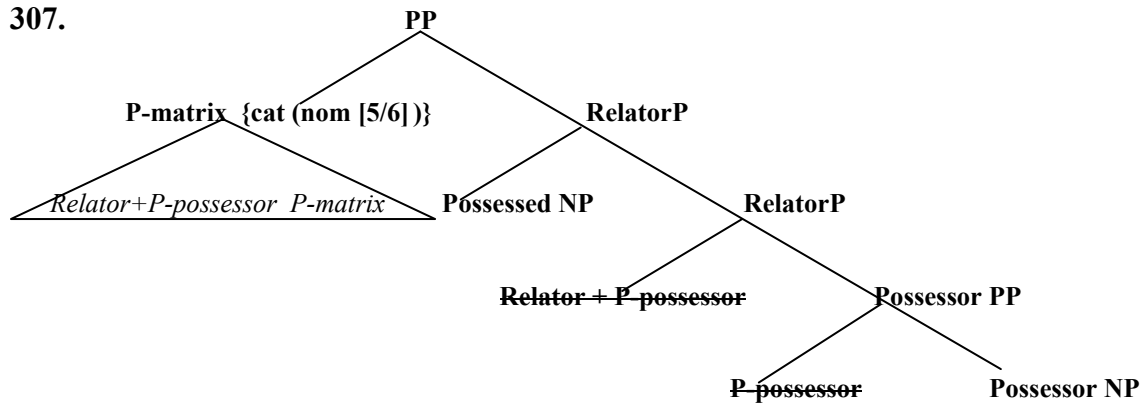 307.
PP
P-matrix {cat (nom [5/6] )} RelatorP
Relator+P-possessor P-matrix Possessed NP RelatorP
Relator + P-possessor Possessor PP
P-possessor Possessor NP